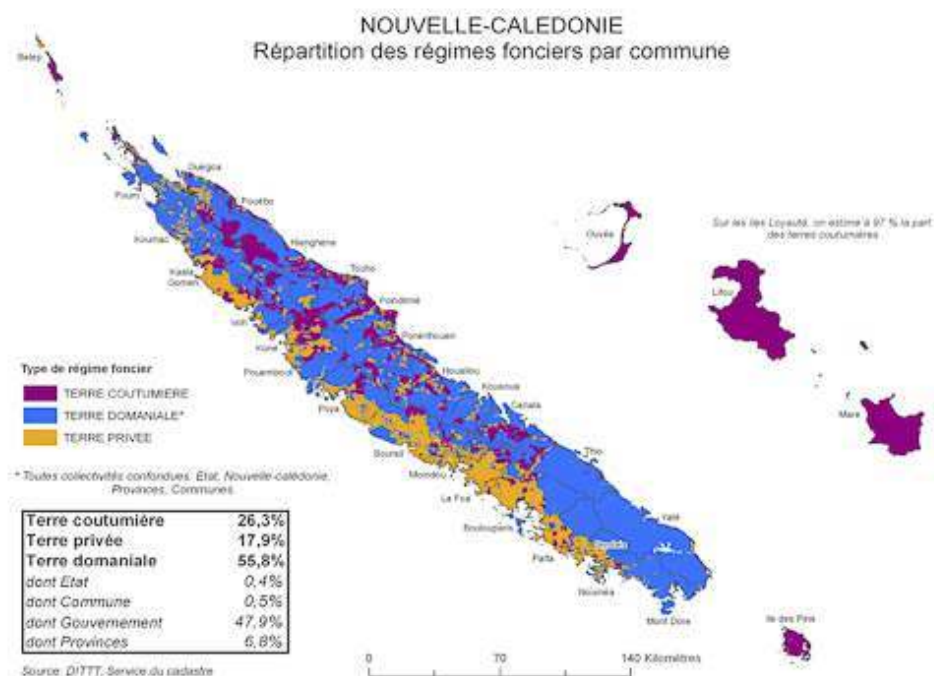 NOUVELLE-CALEDONIE
Répartition des régimes fonciers par commune
Belep
Ouégoa
Poum
Pouébo
Koumac
Hienghene
Ouvéa
Sur les îles Loyauté, on estime à 97 % la part
des terres coutumières
Kaala
Gomen
Touho
Lifou
Poindimié
Voh
Ponérihouen
Koné
Houaïlou
Pouembout
Type de régime foncier
TERRE COUTUMIÈRE
TERRE DOMANIALE*
TERRE PRIVEE
Kouaoua
Canala
Poya
Maré
Bourail
Thio
* Toutes collectivités confondues. Etat, Nouvelle-calédonie,
Provinces, Communes.
Moindou
La Foa
Terre coutumière 26,3%
Terre privée 17,9%
Terre domaniale 55,8%
dont Etat 0,4%
dont Commune 0,5%
dont Gouvernement 47,9%
dont Provinces 6,8%
Yaté
Bouloupari
Païta
Nouméa
Mont Dore
Ile des Pins
0 70 140 Kilomètres
Source: DITTT, Service du cadastre